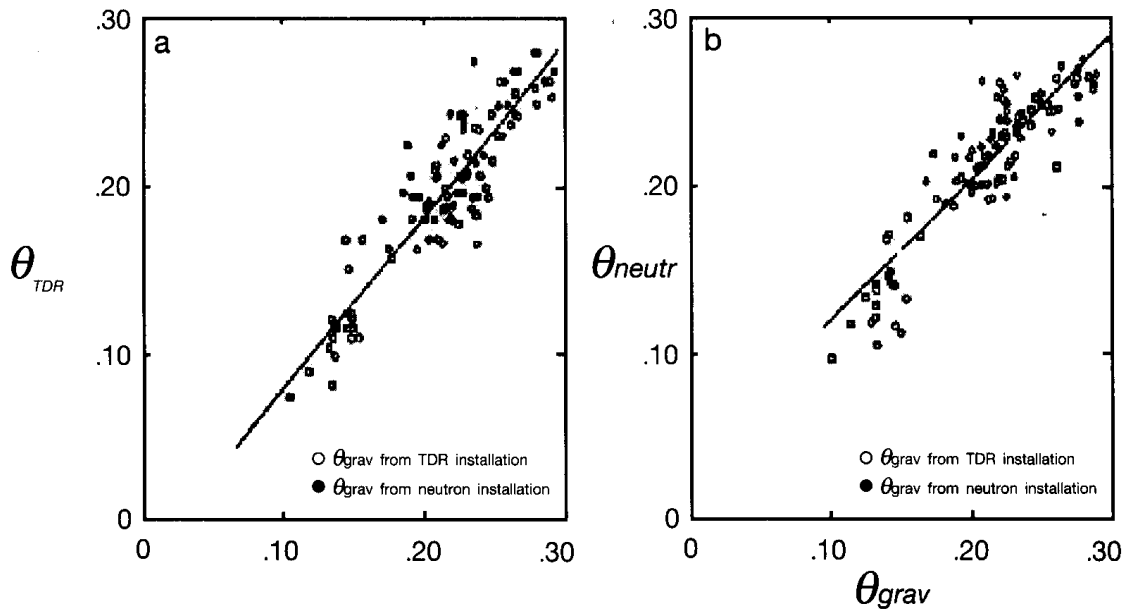 .30
a
.20
θTDR
.10
θgrav from TDR installation
θgrav from neutron installation
0
0 .10 .20 .30
.30
b
.20
θneutr
.10
θgrav from TDR installation
θgrav from neutron installation
0
0 .10 .20 .30
θgrav